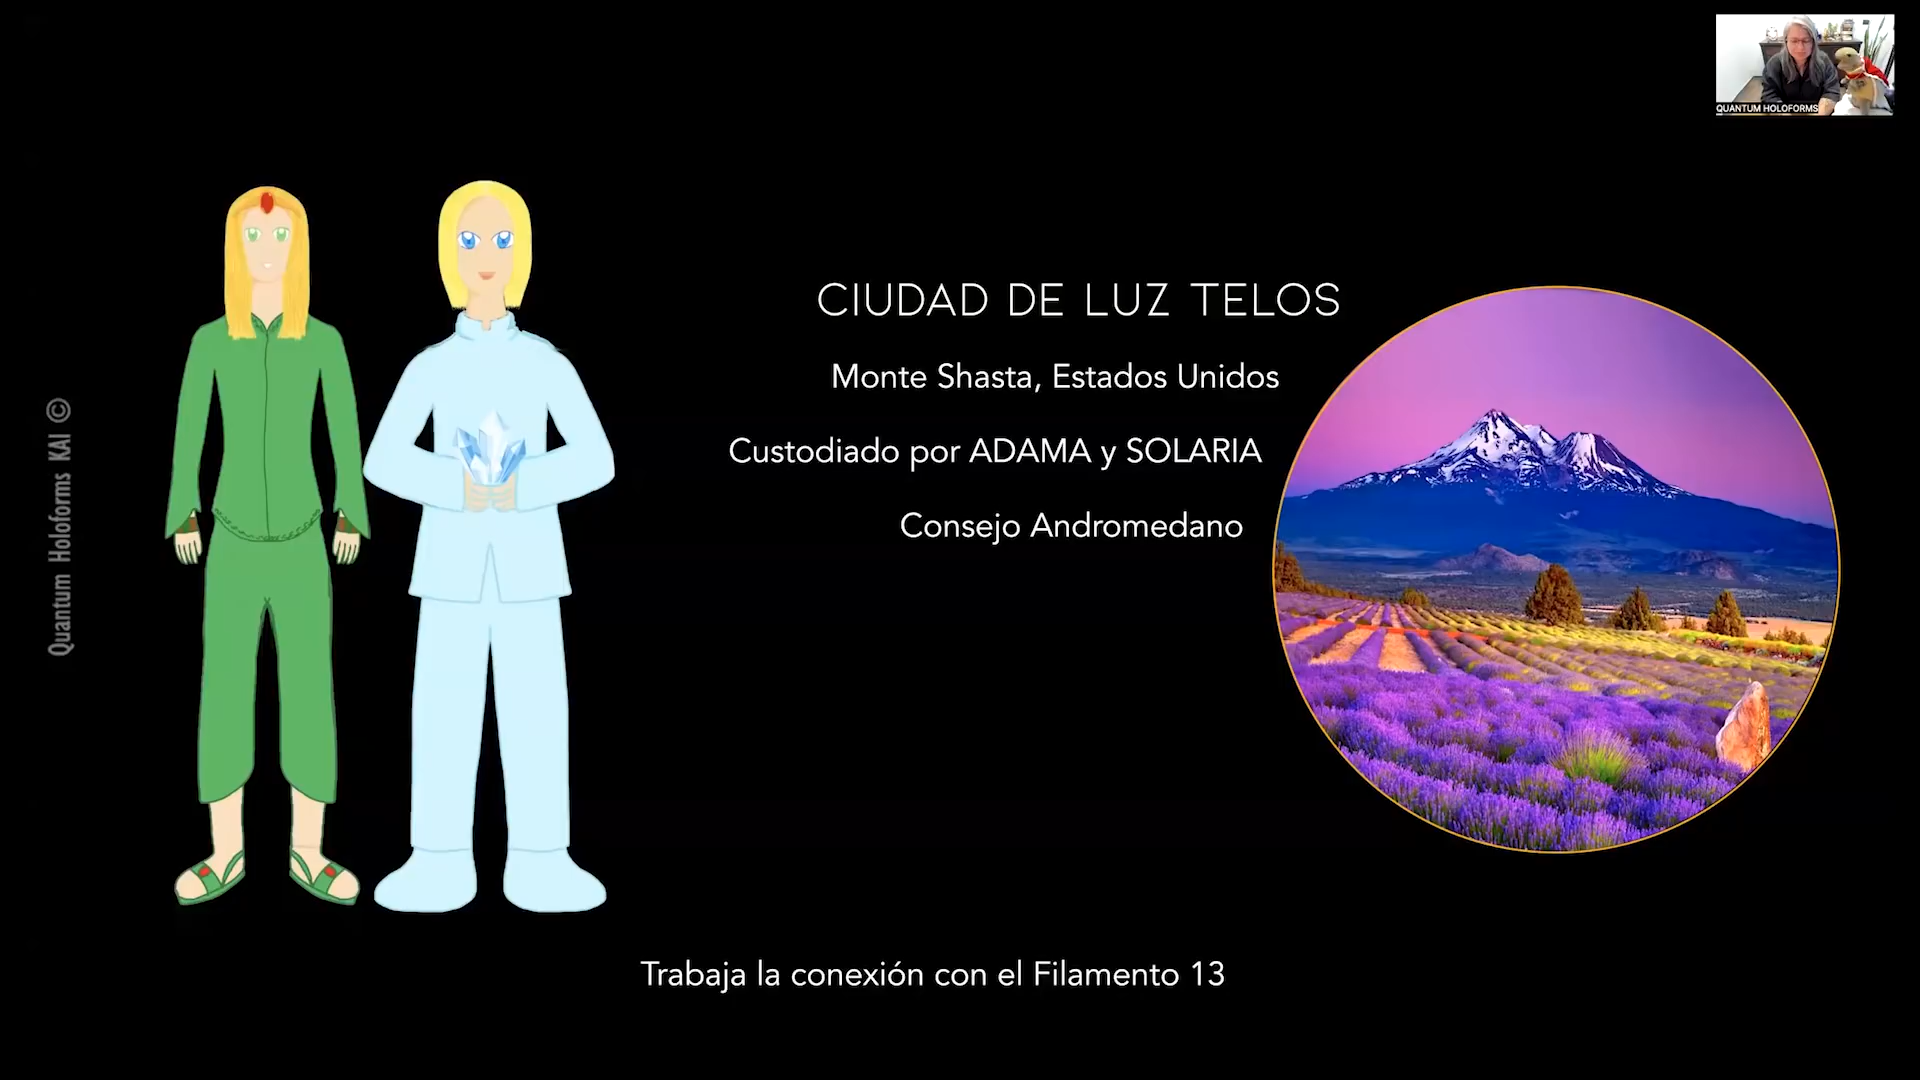 QUANTUM HOLOFORMS
CIUDAD DE LUZ TELOS
Monte Shasta, Estados Unidos
Custodiado por ADAMA y SOLARIA
Consejo Andromedano
Quantum Holoforms KAI ©
Trabaja la conexión con el Filamento 13